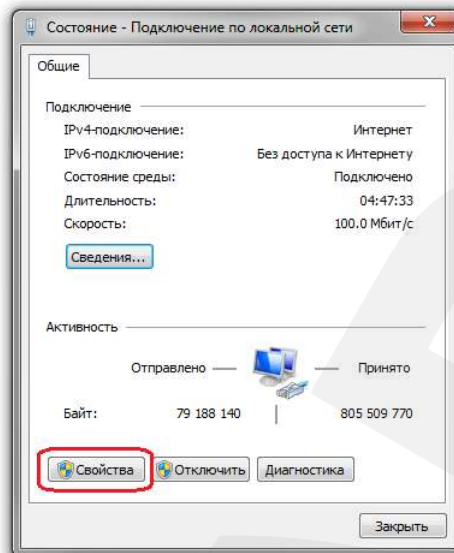 Состояние - Подключение по локальной сети
Общие
Подключение
IPv4-подключение: Интернет
IPv6-подключение: Без доступа к Интернету
Состояние среды: Подключено
Длительность: 04:47:33
Скорость: 100.0 Мбит/с
Сведения...
Активность
Отправлено — — Принято
Байт: 79 188 140 | 805 509 770
Свойства Отключить Диагностика
Закрыть